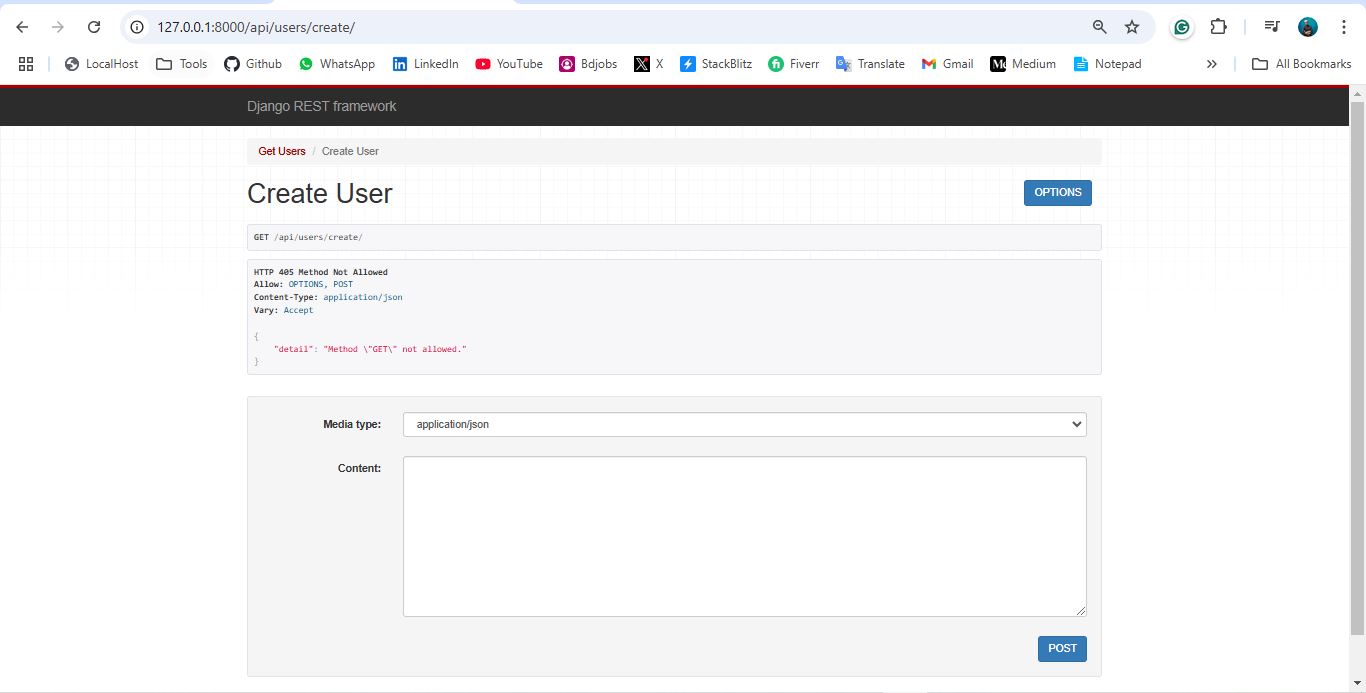 127.0.0.1:8000/api/users/create/
LocalHost Tools Github WhatsApp LinkedIn YouTube Bdjobs X StackBlitz Fiverr Translate Gmail Medium Notepad » All Bookmarks
Django REST framework
Get Users / Create User
Create User
OPTIONS
GET /api/users/create/
HTTP 405 Method Not Allowed
Allow: OPTIONS, POST
Content-Type: application/json
Vary: Accept
{
"detail": "Method \"GET\" not allowed."
}
Media type: application/json
Content:
POST